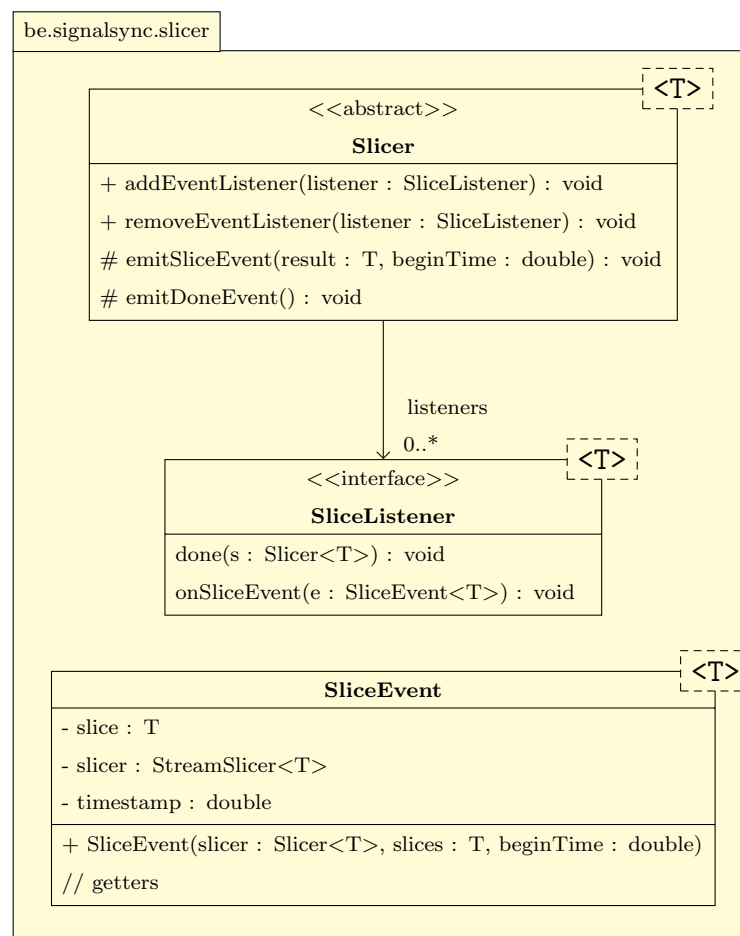 be.signalsync.slicer
<T>
<<abstract>>
Slicer
+ addEventListener(listener : SliceListener) : void
+ removeEventListener(listener : SliceListener) : void
# emitSliceEvent(result : T, beginTime : double) : void
# emitDoneEvent() : void
listeners
0..*
<T>
<<interface>>
SliceListener
done(s : Slicer<T>) : void
onSliceEvent(e : SliceEvent<T>) : void
<T>
SliceEvent
- slice : T
- slicer : StreamSlicer<T>
- timestamp : double
+ SliceEvent(slicer : Slicer<T>, slices : T, beginTime : double)
// getters